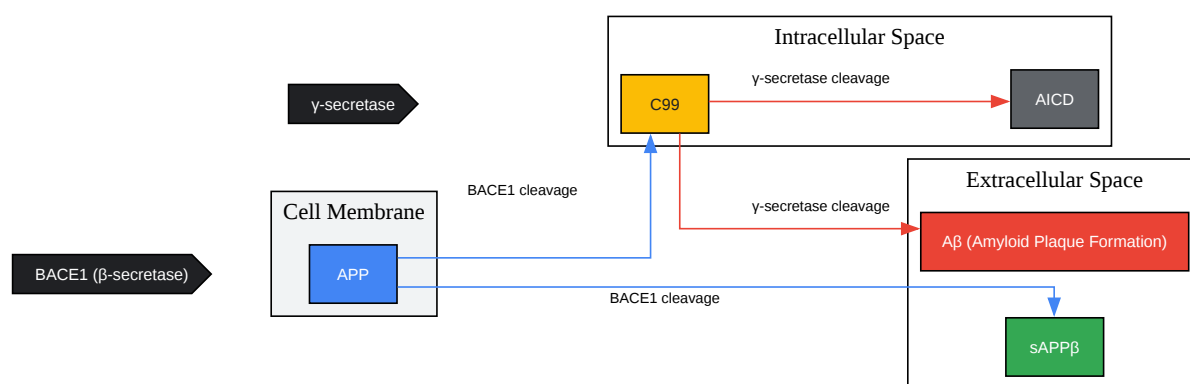 Intracellular Space
γ-secretase cleavage
γ-secretase
C99
AICD
Extracellular Space
BACE1 cleavage
Cell Membrane
γ-secretase cleavage
Aβ (Amyloid Plaque Formation)
BACE1 (β-secretase)
APP
BACE1 cleavage
sAPPβ